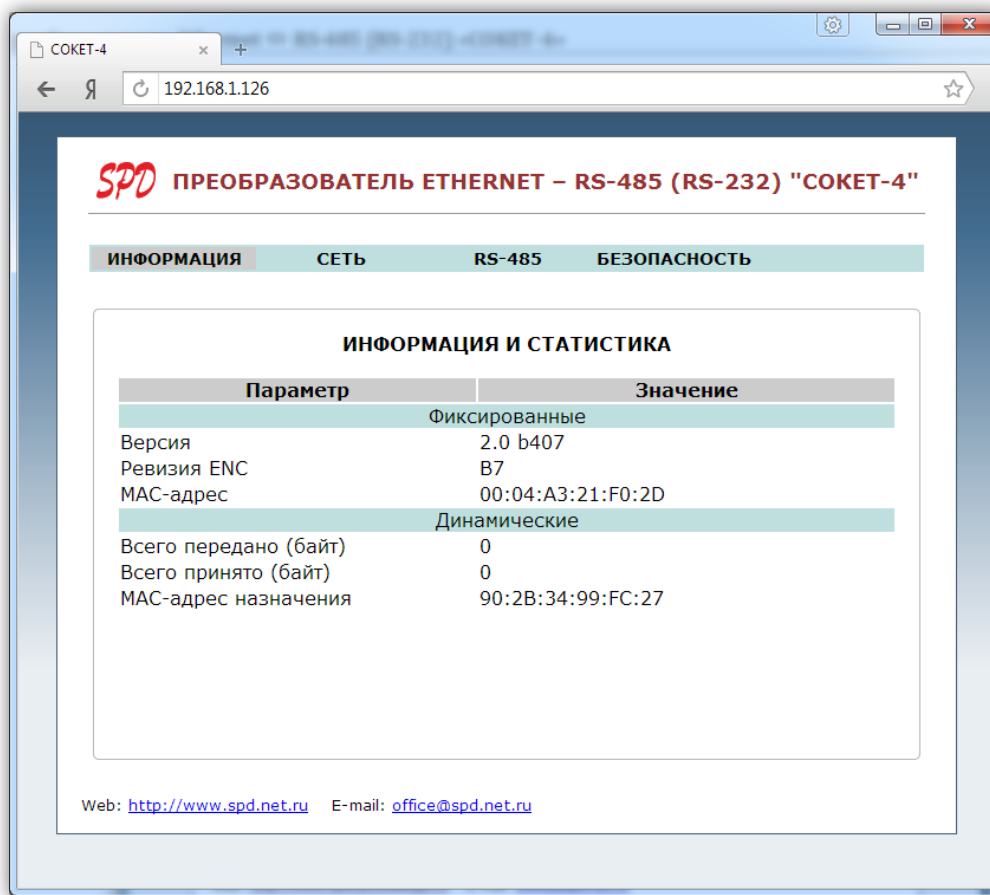 СОКЕТ-4
Я 192.168.1.126
SPD ПРЕОБРАЗОВАТЕЛЬ ETHERNET – RS-485 (RS-232) "СОКЕТ-4"
ИНФОРМАЦИЯ СЕТЬ RS-485 БЕЗОПАСНОСТЬ
ИНФОРМАЦИЯ И СТАТИСТИКА
Параметр Значение
Фиксированные
Версия 2.0 b407
Ревизия ENC B7
МАС-адрес 00:04:A3:21:F0:2D
Динамические
Всего передано (байт) 0
Всего принято (байт) 0
МАС-адрес назначения 90:2B:34:99:FC:27
Web: http://www.spd.net.ru E-mail: office@spd.net.ru